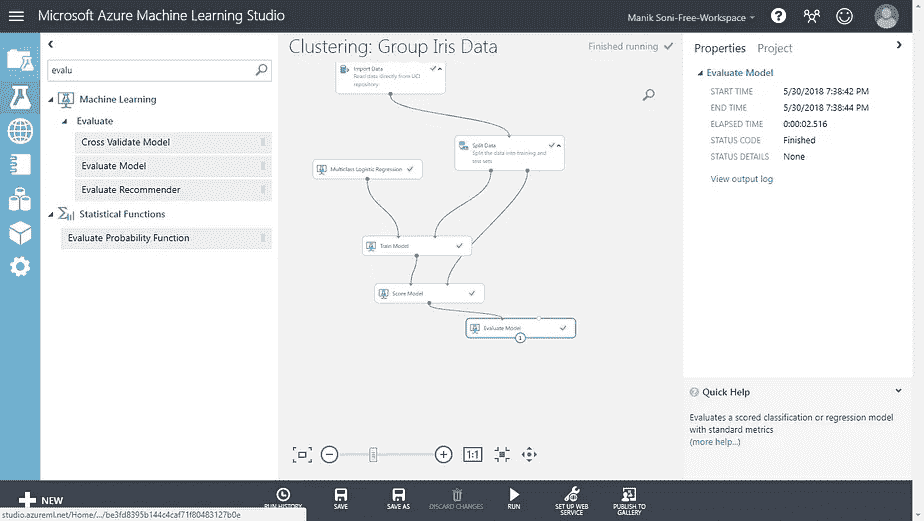 Microsoft Azure Machine Learning Studio
Manik Soni-Free-Workspace
?
evalu
Machine Learning
Evaluate
Cross Validate Model
Evaluate Model
Evaluate Recommender
Statistical Functions
Evaluate Probability Function
Clustering: Group Iris Data
Finished running
Import Data
Read data directly from UCI
repository.
Split Data
Split the data into training and
test sets
Multiclass Logistic Regression
Train Model
Score Model
Evaluate Model
1
1:1
Properties Project
Evaluate Model
START TIME 5/30/2018 7:38:42 PM
END TIME 5/30/2018 7:38:44 PM
ELAPSED TIME 0:00:02.516
STATUS CODE Finished
STATUS DETAILS None
View output log
? Quick Help
Evaluates a scored classification or regression model
with standard metrics
(more help...)
NEW
RUN HISTORY
SAVE
SAVE AS
DISCARD CHANGES
RUN
SET UP WEB
SERVICE
PUBLISH TO
GALLERY
studio.azureml.net/Home/.../be3fd8395b144c4caf71f80483127b0e